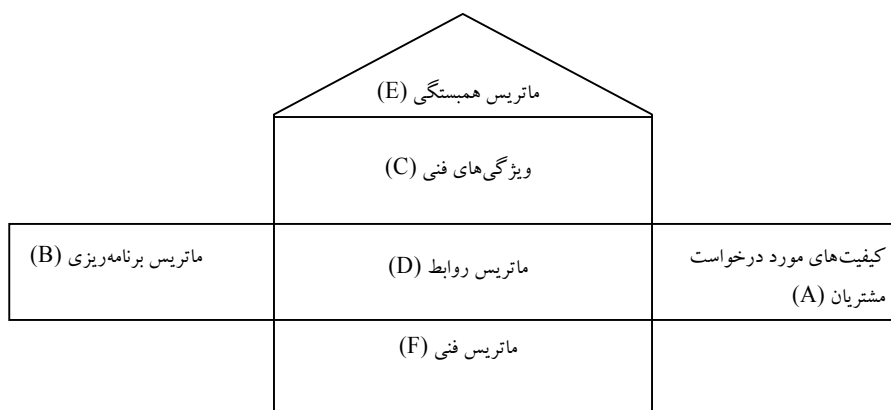 ماتریس همبستگی (E)
ویژگی‌های فنی (C)
کیفیت‌های مورد درخواست
مشتریان (A)
ماتریس روابط (D)
ماتریس برنامه‌ریزی (B)
ماتریس فنی (F)